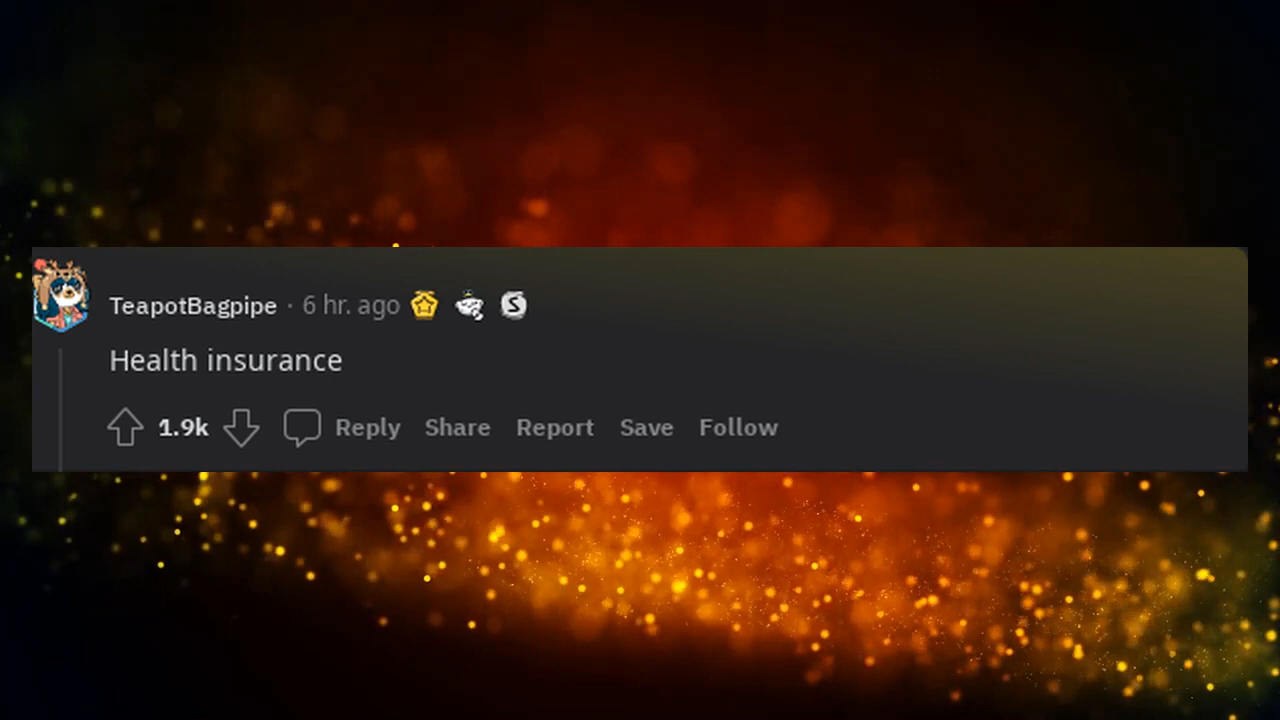 TeapotBagpipe · 6 hr. ago
Health insurance
1.9k Reply Share Report Save Follow